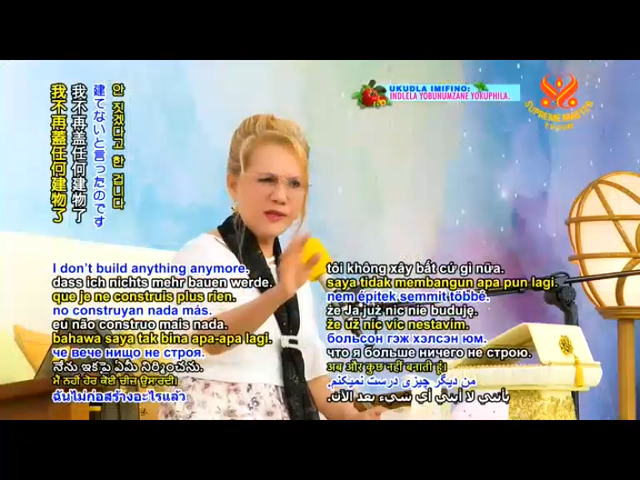 UKUDLA IMIFINO:
INDLELA YOBUNUMZANE YOKUPHILA.
SUPREME MASTER
TELEVISION
안 짓겠다고 한 겁니다
建てないと言ったのです
我不再盖任何建物了
我不再蓋任何建物了
I don't build anything anymore.
dass ich nichts mehr bauen werde.
que je ne construis plus rien.
no construyan nada más.
eu não construo mais nada.
bahawa saya tak bina apa-apa lagi.
че вече нищо не строя.
నేను ఇకపై ఏమీ నిర్మించను.
ਮੈਂ ਨਹੀਂ ਹੋਰ ਕੋਈ ਚੀਜ਼ ਉਸਾਰਦੀ।
ฉันไม่ก่อสร้างอะไรแล้ว
tôi không xây bất cứ gì nữa.
saya tidak membangun apa pun lagi.
nem építek semmit többé.
że Ja już nic nie buduję.
že už nic víc nestavím.
больсон гэж хэлсэн юм.
что я больше ничего не строю.
अब और कुछ नहीं बनाती हूं।
من دیگر چیزی درست نمیکنم.
بأنني لا أبني أي شيء بعد الآن.